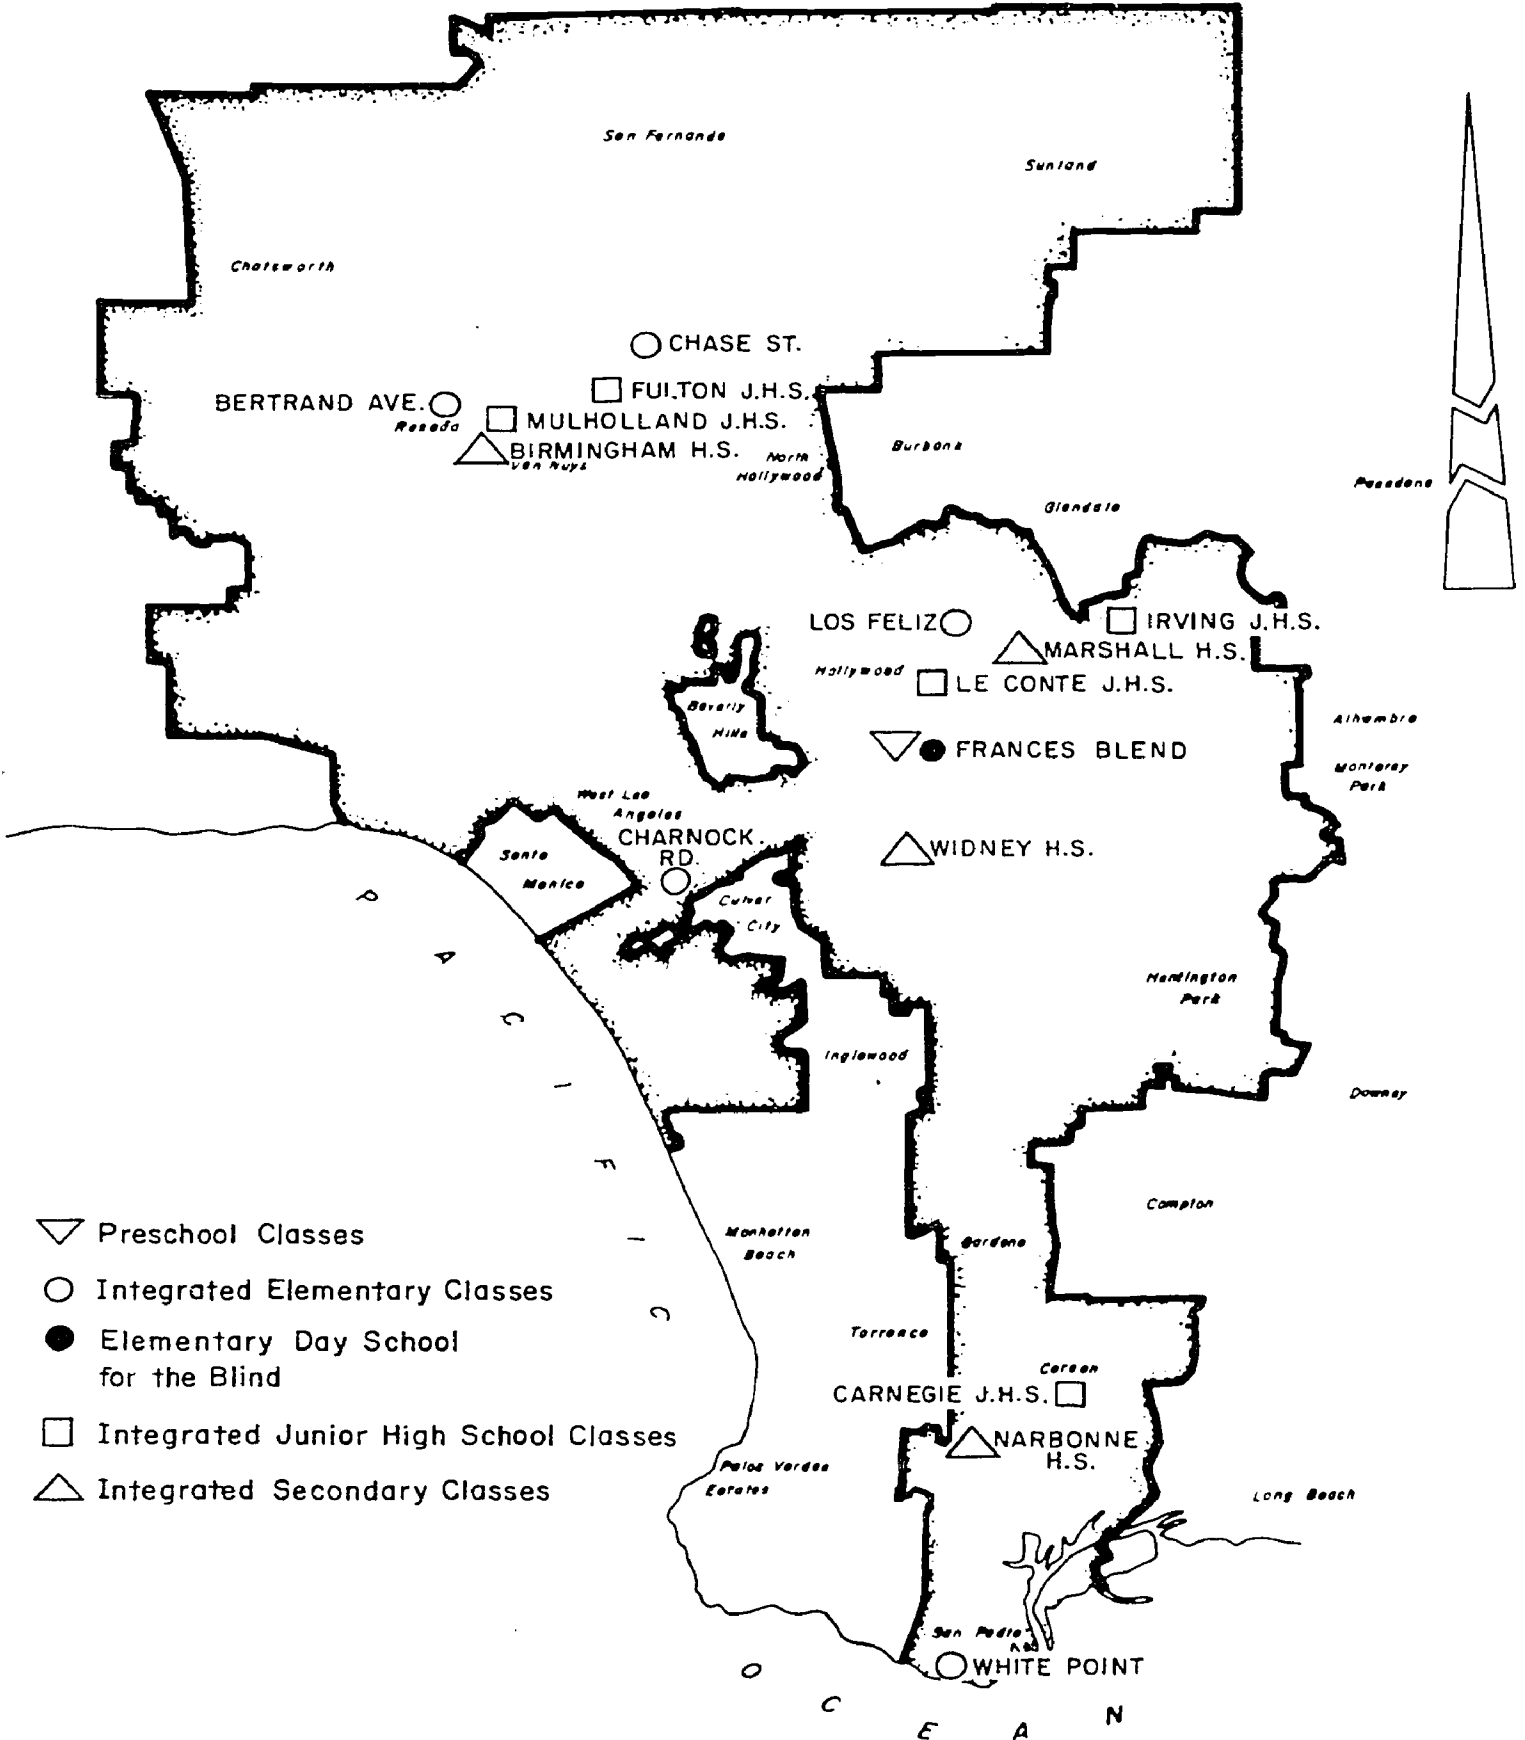 San Fernando
Sunland
Chatsworth
CHASE ST.
FULTON J.H.S.
BERTRAND AVE.
Reseda
MULHOLLAND J.H.S.
BIRMINGHAM H.S.
Van Nuys
North
Hollywood
Burbank
Pasadena
Glendale
LOS FELIZ
IRVING J.H.S.
MARSHALL H.S.
Hollywood
LE CONTE J.H.S.
Beverly
Hills
Alhambra
FRANCES BLEND
Monterey
Park
West Los
Angeles
CHARNOCK
RD.
WIDNEY H.S.
Santa
Monica
Culver
City
Huntington
Park
Inglewood
Downey
Compton
Manhattan
Beach
Gardena
Torrance
Carson
CARNEGIE J.H.S.
NARBONNE
H.S.
Palos Verdes
Estates
Long Beach
San Pedro
WHITE POINT
PACIFIC
OCEAN
Preschool Classes
Integrated Elementary Classes
Elementary Day School
for the Blind
Integrated Junior High School Classes
Integrated Secondary Classes